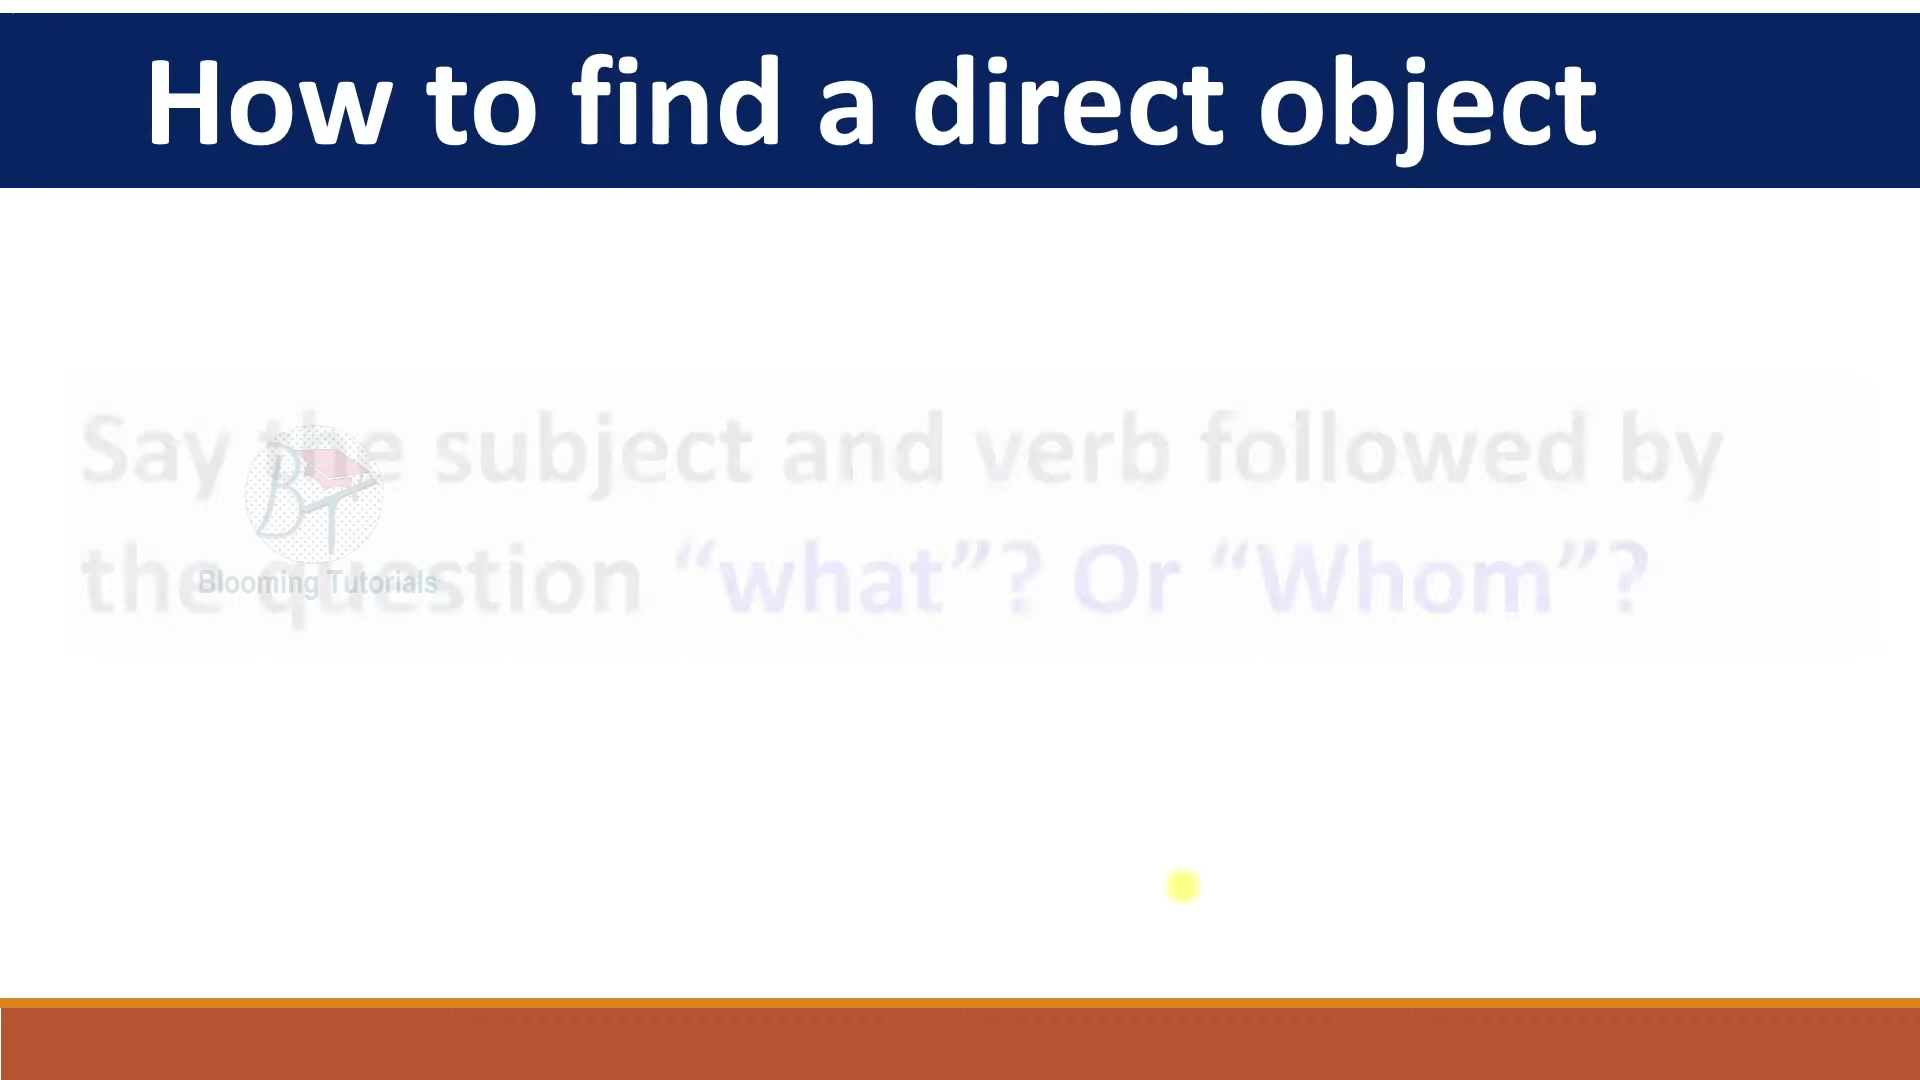 How to find a direct object
Say the subject and verb followed by
the question “what”? Or “Whom”?
BT
Blooming Tutorials